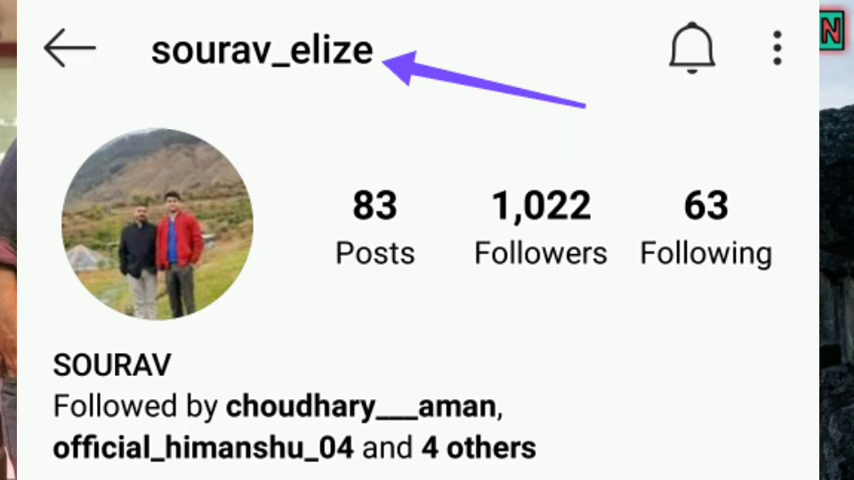 sourav_elize
N
83 1,022 63
Posts Followers Following
SOURAV
Followed by choudhary___aman,
official_himanshu_04 and 4 others